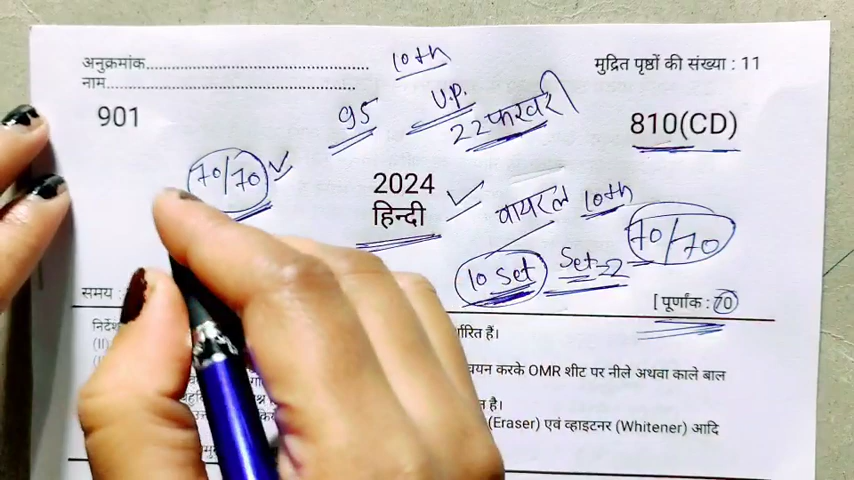 अनुक्रमांक............................................. 10th मुद्रित पृष्ठों की संख्या : 11
नाम......................................................
901 95 U.P. 22 फरवरी 810(CD)
70/70 2024 वायरल 10th 70/70
हिन्दी
10 Set Set-2
समय : [ पूर्णांक : 70
निर्देश
र्धारित हैं।
चयन करके OMR शीट पर नीले अथवा काले बाल
न है।
(Eraser) एवं व्हाइटनर (Whitener) आदि